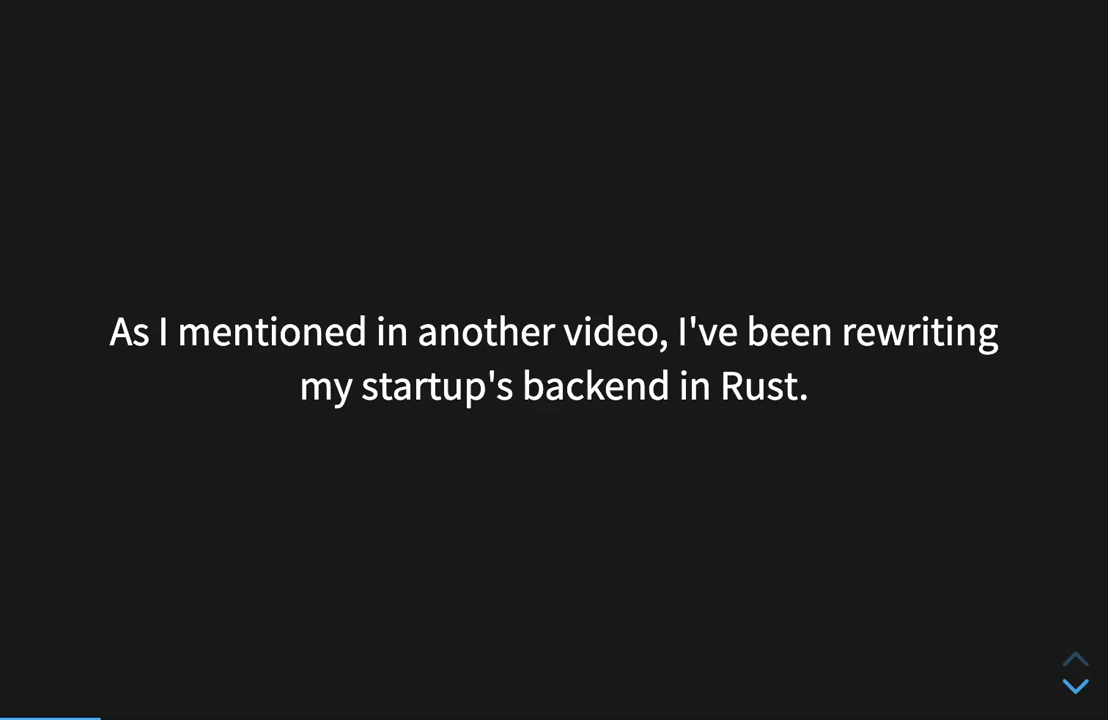 As I mentioned in another video, I've been rewriting
my startup's backend in Rust.